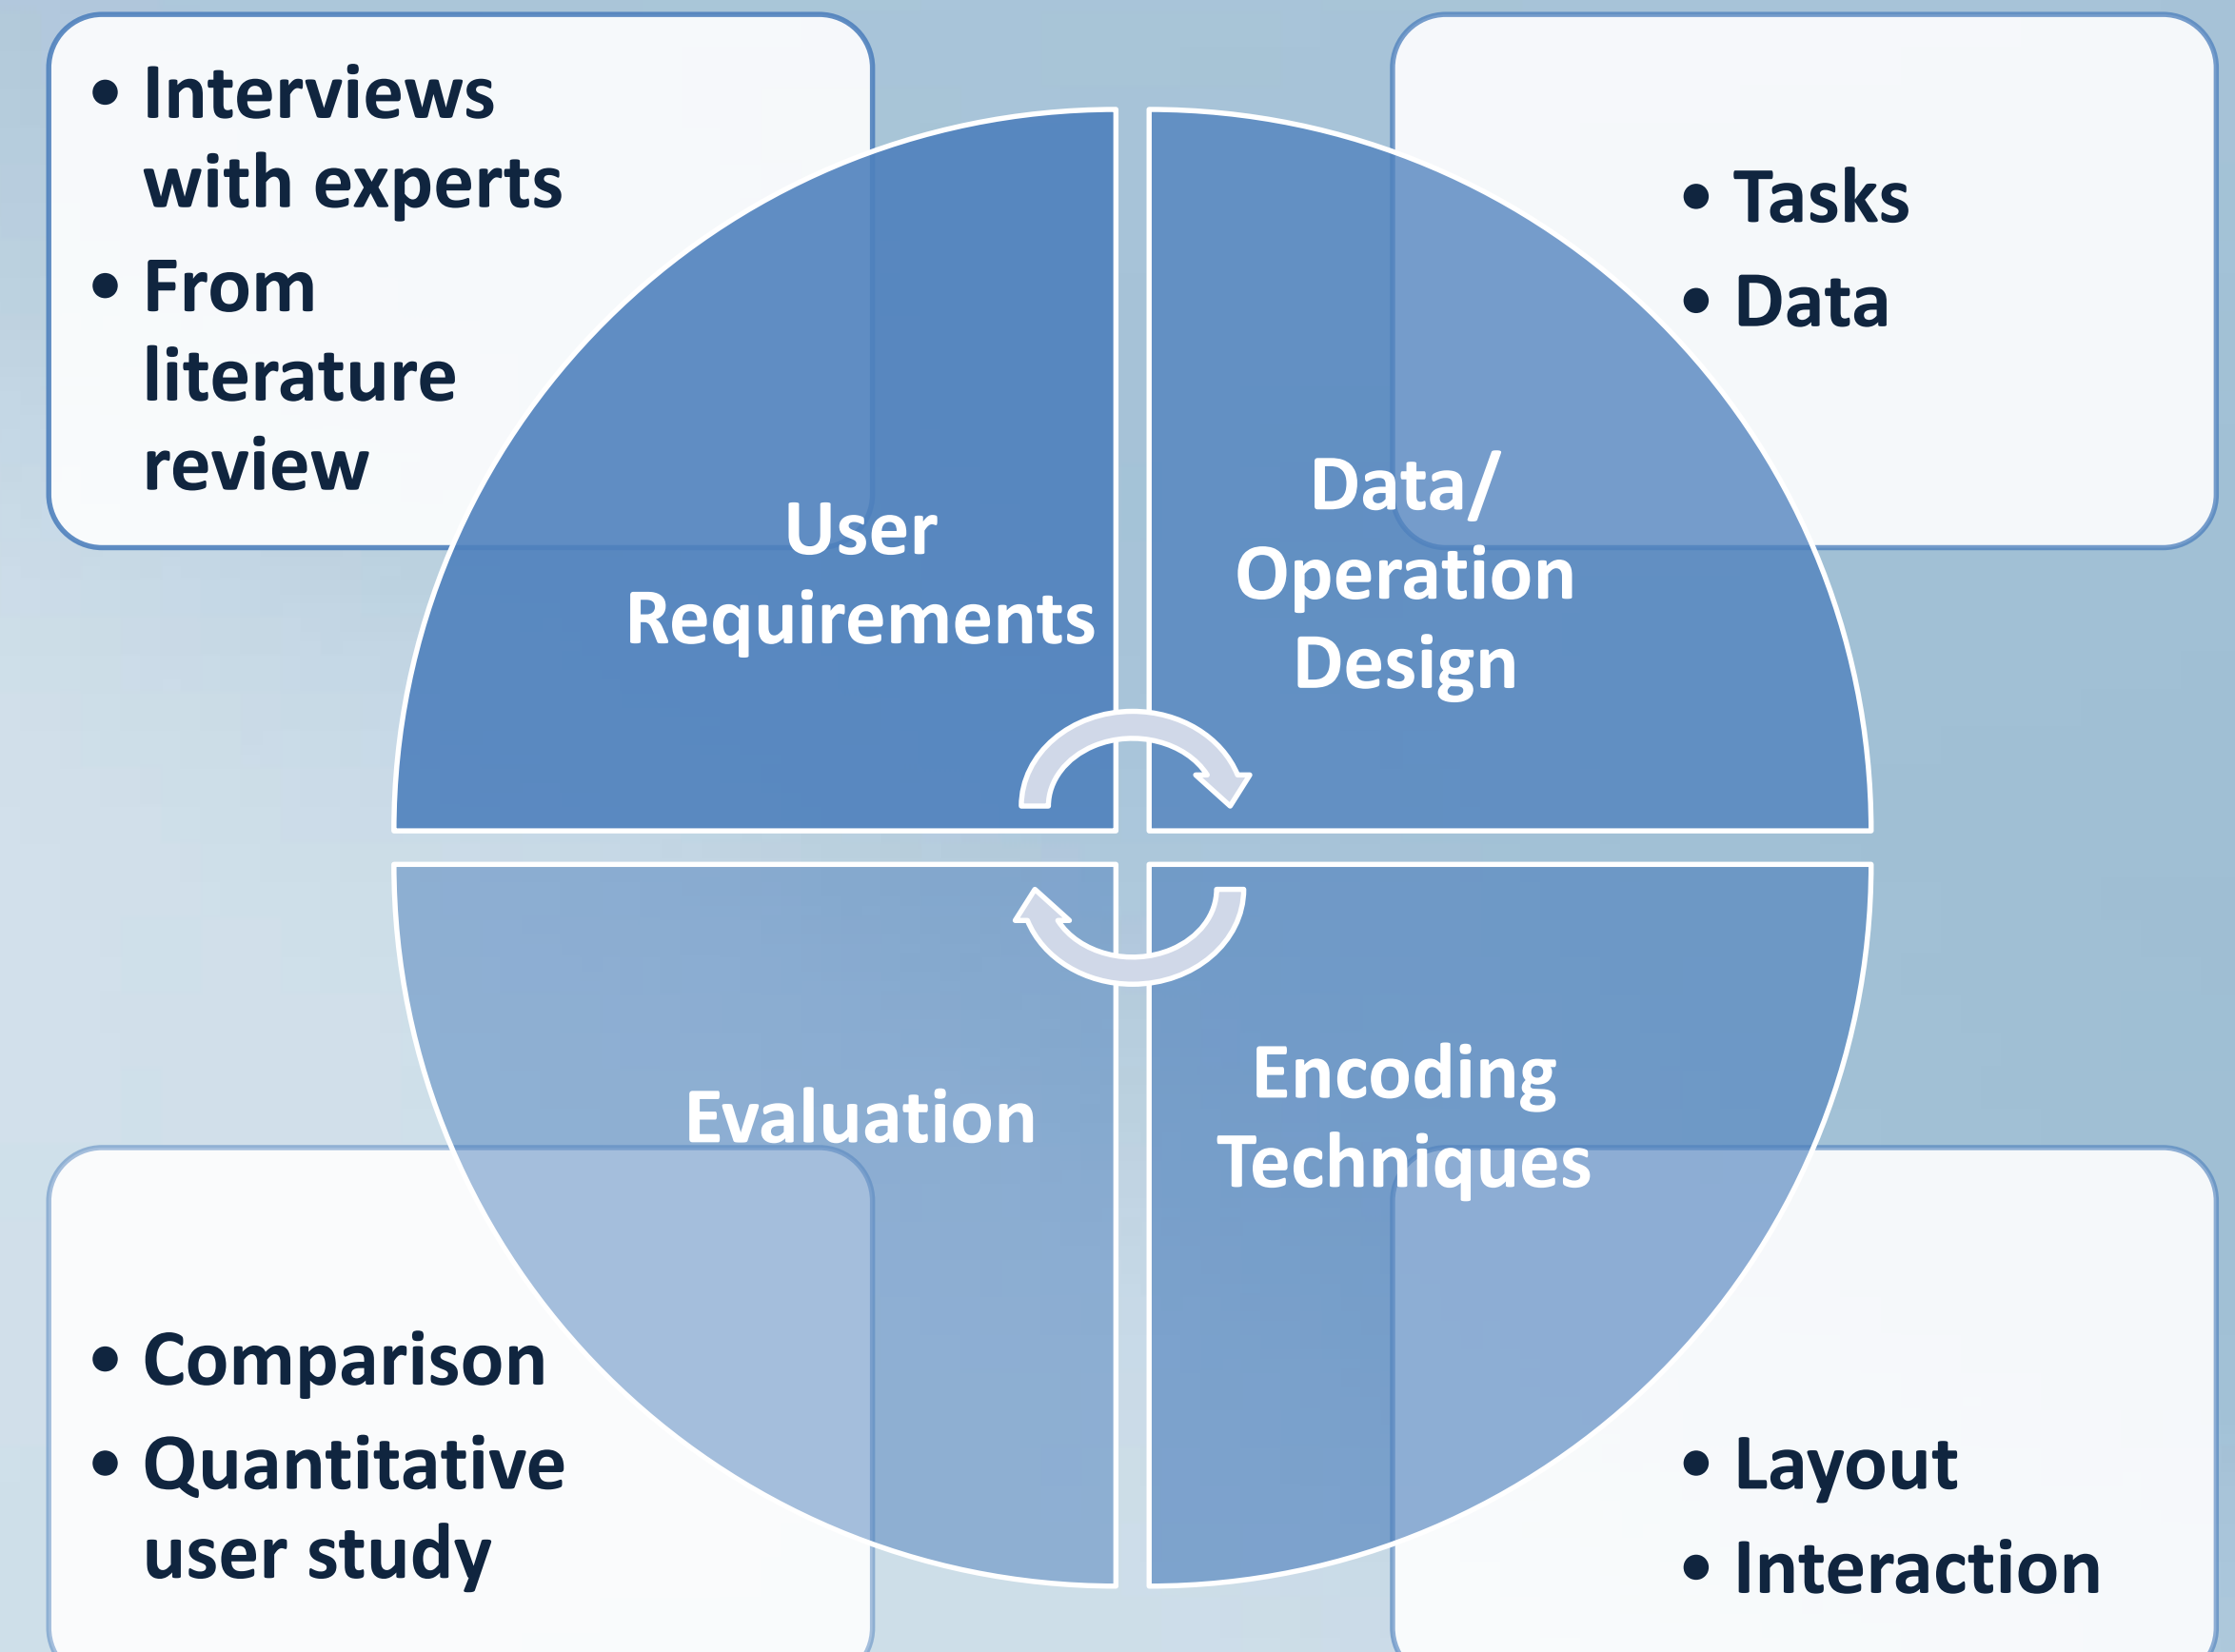 • Interviews
with experts
• From
literature
review
• Tasks
• Data
User
Requirements
Data/
Operation
Design
Evaluation
Encoding
Techniques
• Comparison
• Quantitative
user study
• Layout
• Interaction